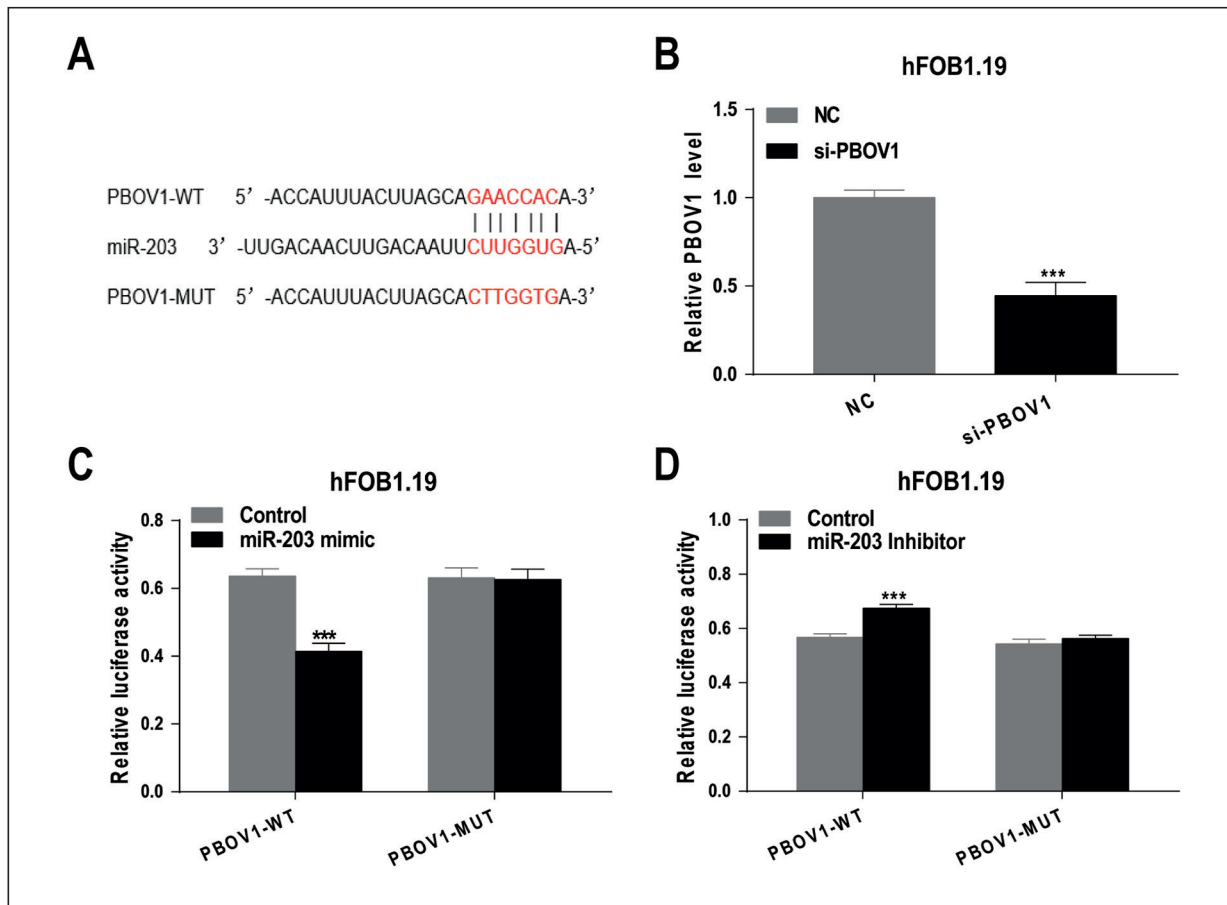 A
PBOV1-WT 5’ -ACCAUUUACUUAGCAGAACCACA-3’
miR-203 3’ -UUGACAACUUGACAAUUCUUGGUGA-5’
PBOV1-MUT 5’ -ACCAUUUACUUAGCACTTGGTGA-3’
B
hFOB1.19
NC
si-PBOV1
Relative PBOV1 level
1.5
1.0
0.5
0.0
***
NC
si-PBOV1
C
hFOB1.19
Control
miR-203 mimic
Relative luciferase activity
0.8
0.6
0.4
0.2
0.0
***
PBOV1-WT
PBOV1-MUT
D
hFOB1.19
Control
miR-203 Inhibitor
Relative luciferase activity
1.0
0.8
0.6
0.4
0.2
0.0
***
PBOV1-WT
PBOV1-MUT